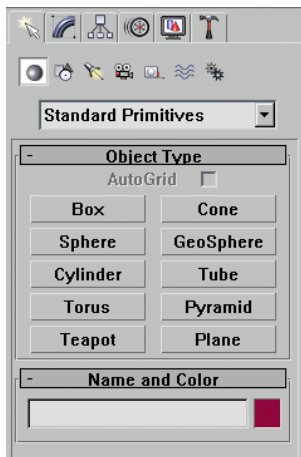 Standard Primitives
- Object Type
AutoGrid
Box Cone
Sphere GeoSphere
Cylinder Tube
Torus Pyramid
Teapot Plane
- Name and Color